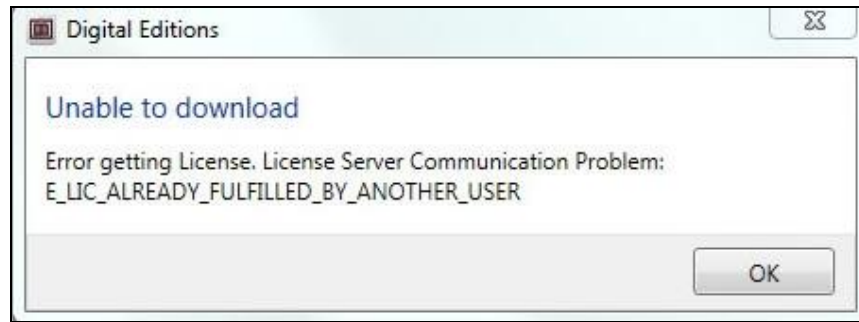 Digital Editions
Unable to download
Error getting License. License Server Communication Problem:
E_LIC_ALREADY_FULFILLED_BY_ANOTHER_USER
OK